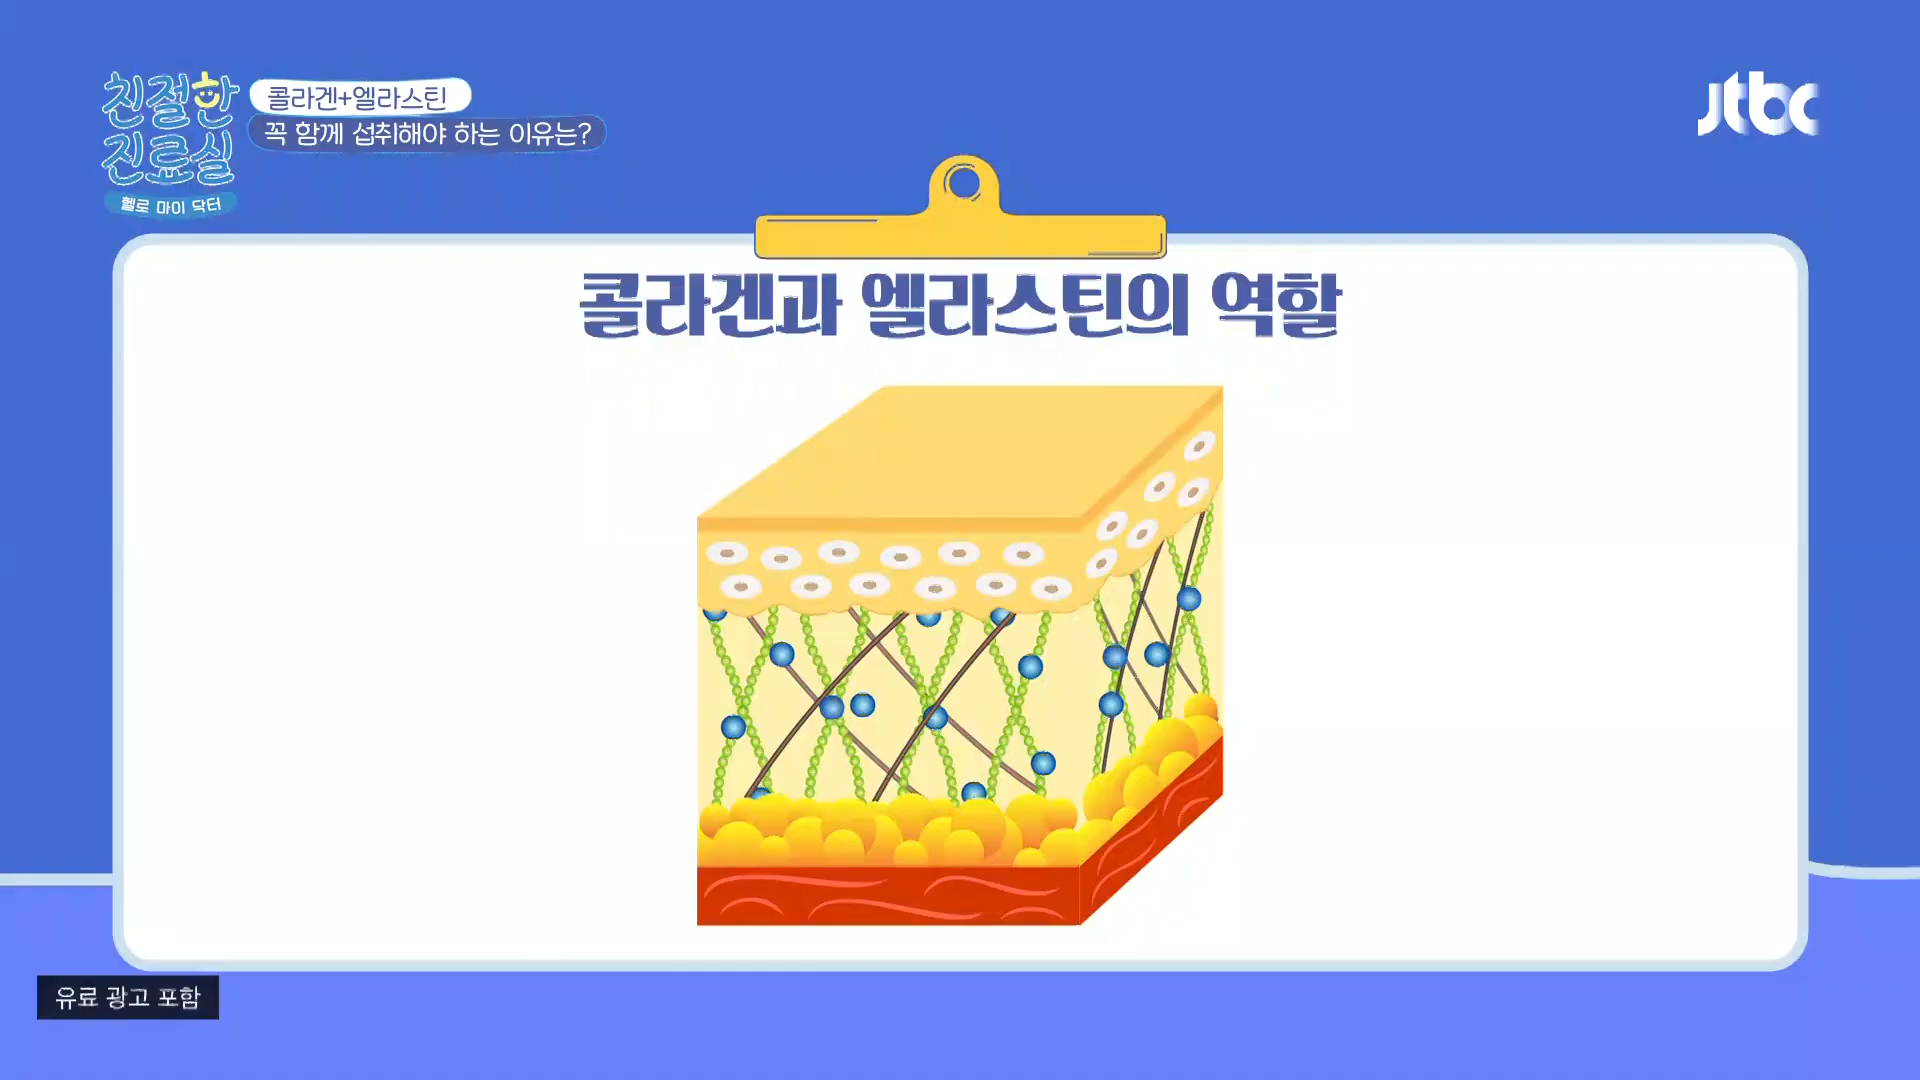 친절한
진료실
헬로 마이 닥터
콜라겐+엘라스틴
꼭 함께 섭취해야 하는 이유는?
jtbc
콜라겐과 엘라스틴의 역할
유료 광고 포함